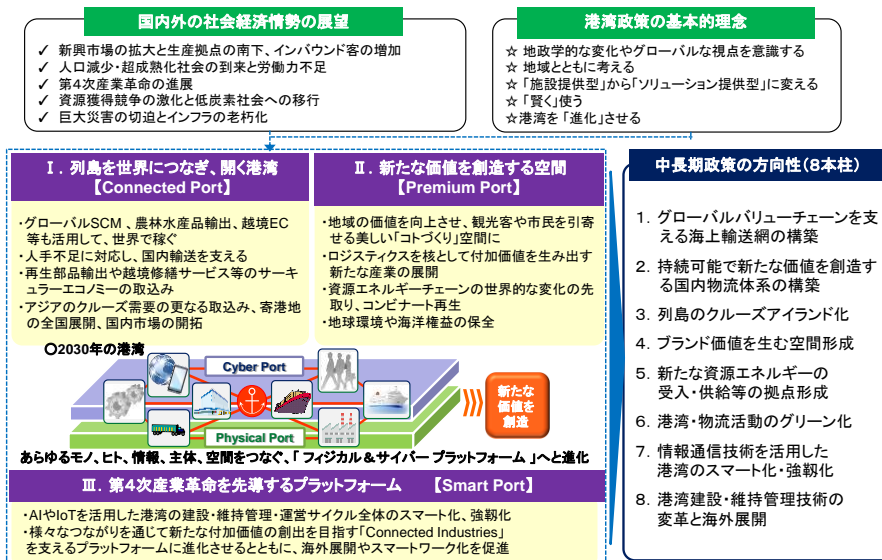 国内外の社会経済情勢の展望
✓ 新興市場の拡大と生産拠点の南下、インバウンド客の増加
✓ 人口減少・超成熟化社会の到来と労働力不足
✓ 第4次産業革命の進展
✓ 資源獲得競争の激化と低炭素社会への移行
✓ 巨大災害の切迫とインフラの老朽化
港湾政策の基本的理念
☆ 地政学的な変化やグローバルな視点を意識する
☆ 地域とともに考える
☆ 「施設提供型」から「ソリューション提供型」に変える
☆ 「賢く」使う
☆港湾を「進化」させる
Ⅰ．列島を世界につなぎ、開く港湾
【Connected Port】
・グローバルSCM 、農林水産品輸出、越境EC
等も活用して、世界で稼ぐ
・人手不足に対応し、国内輸送を支える
・再生部品輸出や越境修繕サービス等のサーキ
ュラーエコノミーの取込み
・アジアのクルーズ需要の更なる取込み、寄港地
の全国展開、国内市場の開拓
Ⅱ．新たな価値を創造する空間
【Premium Port】
・地域の価値を向上させ、観光客や市民を引寄
せる美しい「コトづくり」空間に
・ロジスティクスを核として付加価値を生み出す
新たな産業の展開
・資源エネルギーチェーンの世界的な変化の先
取り、コンビナート再生
・地球環境や海洋権益の保全
○2030年の港湾
Cyber Port
Physical Port
新たな
価値を
創造
あらゆるモノ、ヒト、情報、主体、空間をつなぐ、「 フィジカル＆サイバー プラットフォーム 」へと進化
Ⅲ．第4次産業革命を先導するプラットフォーム 【Smart Port】
・AIやIoTを活用した港湾の建設・維持管理・運営サイクル全体のスマート化、強靱化
・様々なつながりを通じて新たな付加価値の創出を目指す「Connected Industries」
を支えるプラットフォームに進化させるとともに、海外展開やスマートワーク化を促進
中長期政策の方向性（8本柱）
1. グローバルバリューチェーンを支
える海上輸送網の構築
2. 持続可能で新たな価値を創造す
る国内物流体系の構築
3. 列島のクルーズアイランド化
4. ブランド価値を生む空間形成
5. 新たな資源エネルギーの
受入・供給等の拠点形成
6. 港湾・物流活動のグリーン化
7. 情報通信技術を活用した
港湾のスマート化・強靱化
8. 港湾建設・維持管理技術の
変革と海外展開